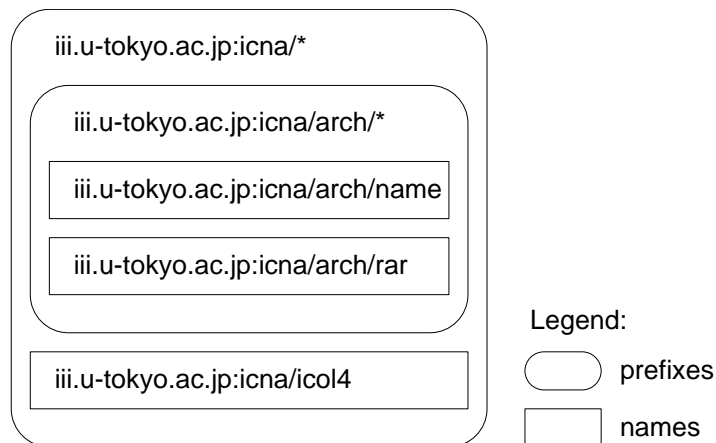 iii.u-tokyo.ac.jp:icna/*
iii.u-tokyo.ac.jp:icna/arch/*
iii.u-tokyo.ac.jp:icna/arch/name
iii.u-tokyo.ac.jp:icna/arch/rar
iii.u-tokyo.ac.jp:icna/icol4
Legend:
prefixes
names